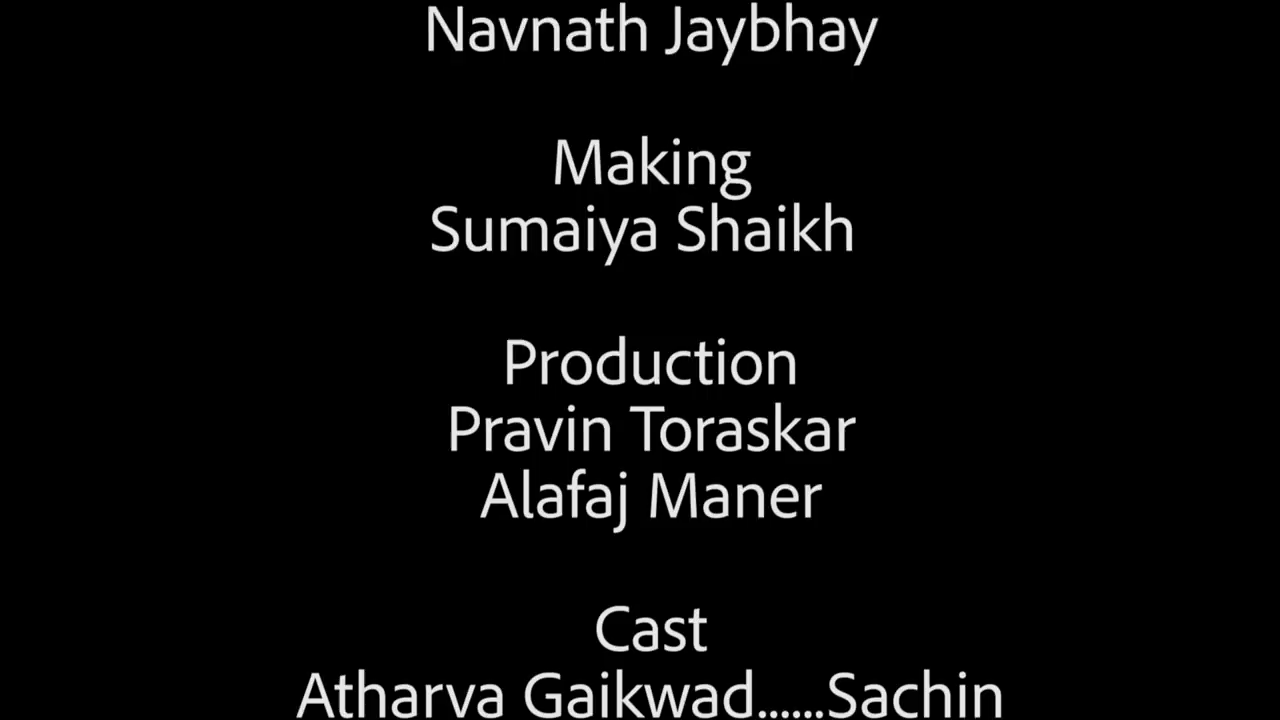 Navnath Jaybhay
Making
Sumaiya Shaikh
Production
Pravin Toraskar
Alafaj Maner
Cast
Atharva Gaikwad......Sachin